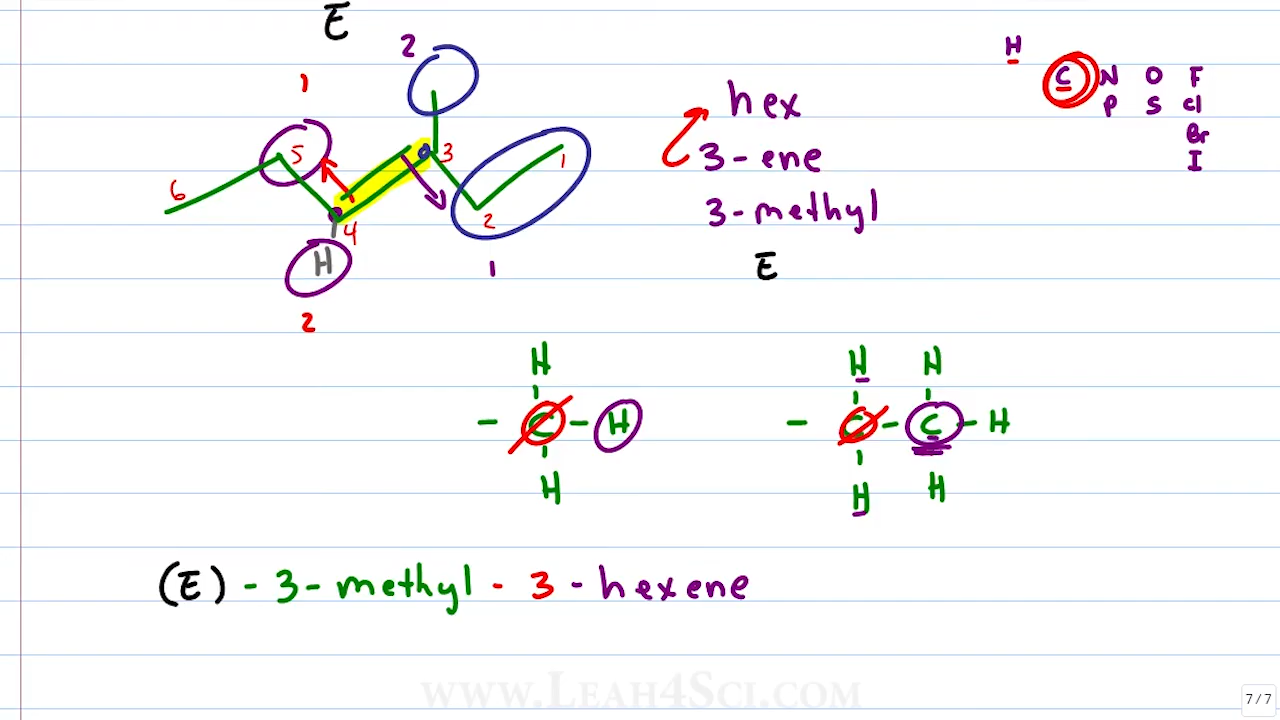 E
2
H
1
C N O F
P S Cl
Br
I
hex
5 3 3-ene
1
6
3-methyl
2
4
H E
1
2
H H H
- C - H - C - C - H
H H H
(E) - 3 - methyl - 3 - hexene
www.Leah4Sci.com
7/7